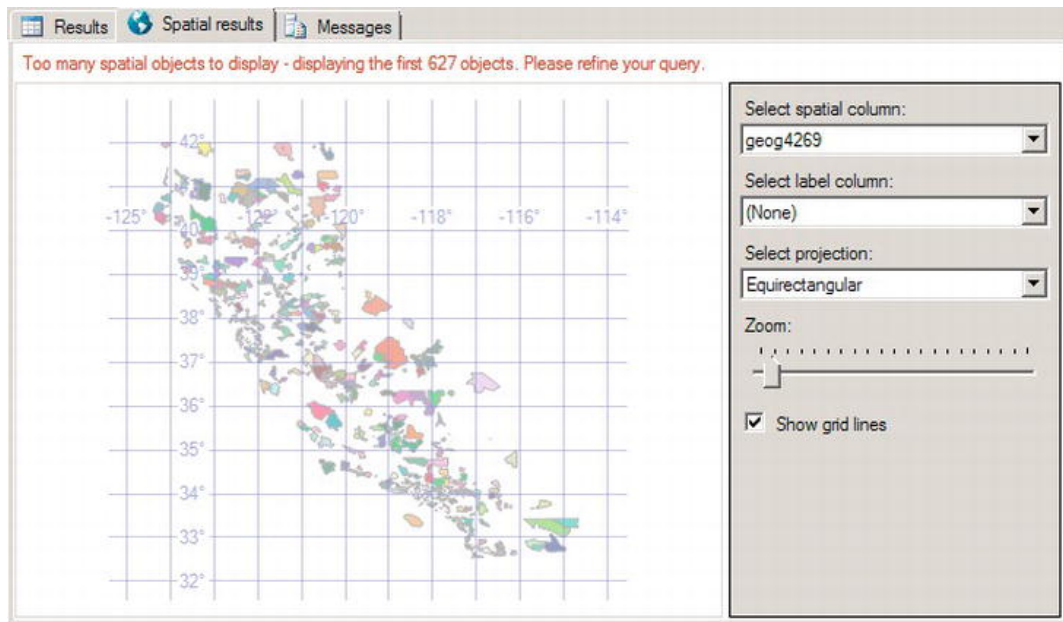 Results Spatial results Messages
Too many spatial objects to display - displaying the first 627 objects. Please refine your query.
42°
41°
-125° 122° -120° -118° -116° -114°
40°
39°
38°
37°
36°
35°
34°
33°
32°
Select spatial column:
geog4269
Select label column:
(None)
Select projection:
Equirectangular
Zoom:
Show grid lines